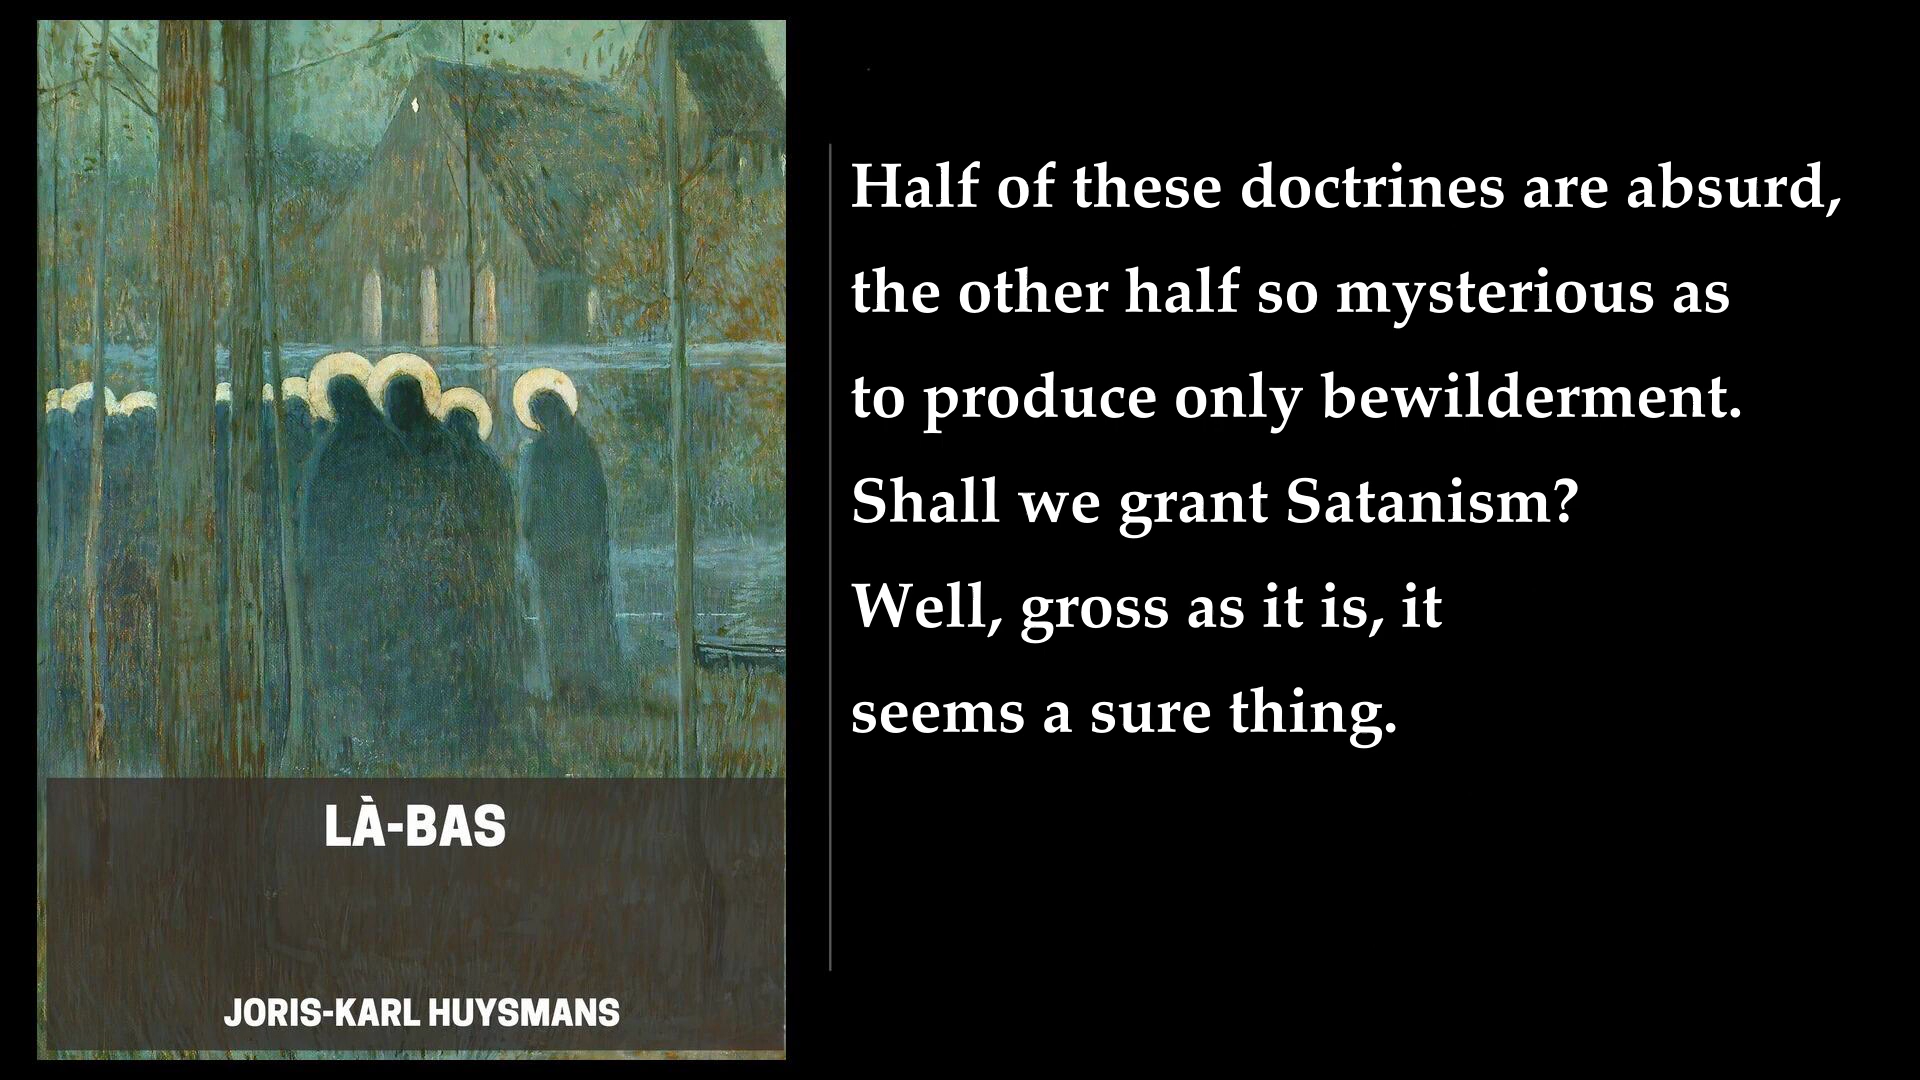 LÀ-BAS
JORIS-KARL HUYSMANS
Half of these doctrines are absurd,
the other half so mysterious as
to produce only bewilderment.
Shall we grant Satanism?
Well, gross as it is, it
seems a sure thing.